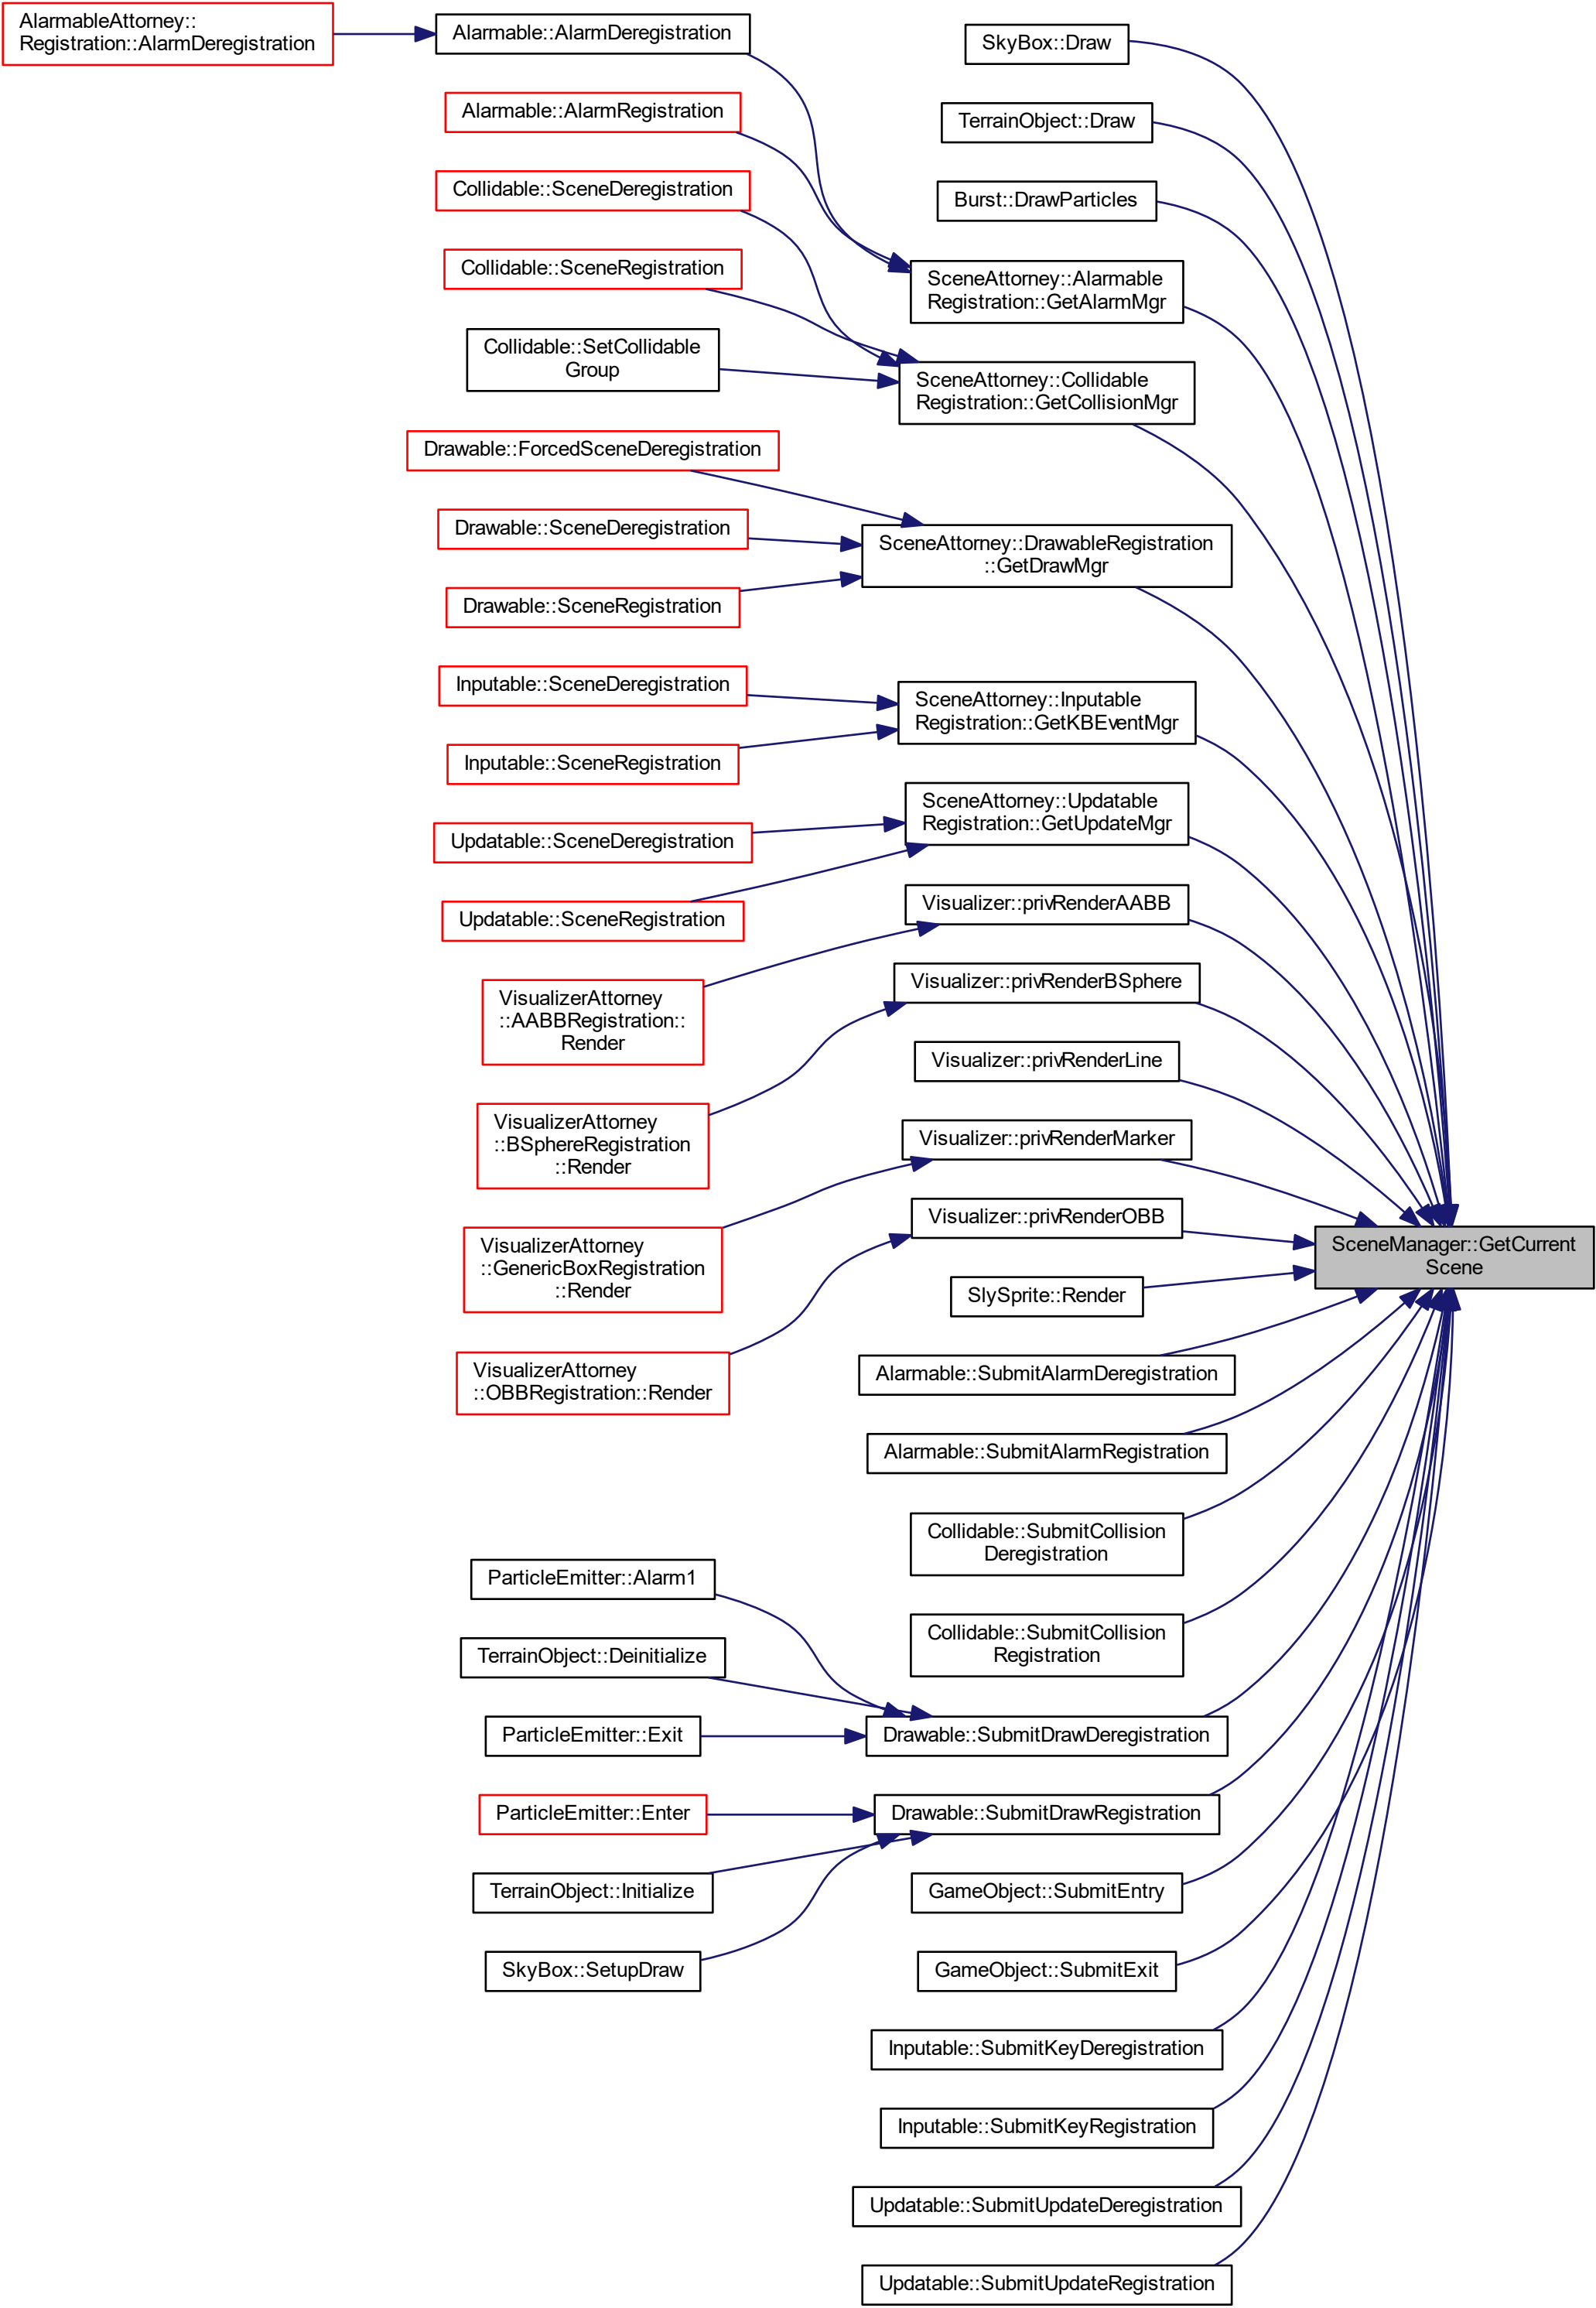 AlarmableAttorney::
Registration::AlarmDeregistration
Alarmable::AlarmDeregistration
Alarmable::AlarmRegistration
Collidable::SceneDeregistration
Collidable::SceneRegistration
Collidable::SetCollidable
Group
Drawable::ForcedSceneDeregistration
Drawable::SceneDeregistration
Drawable::SceneRegistration
Inputable::SceneDeregistration
Inputable::SceneRegistration
Updatable::SceneDeregistration
Updatable::SceneRegistration
VisualizerAttorney
::AABBRegistration::
Render
VisualizerAttorney
::BSphereRegistration
::Render
VisualizerAttorney
::GenericBoxRegistration
::Render
VisualizerAttorney
::OBBRegistration::Render
ParticleEmitter::Alarm1
TerrainObject::Deinitialize
ParticleEmitter::Exit
ParticleEmitter::Enter
TerrainObject::Initialize
SkyBox::SetupDraw
SkyBox::Draw
TerrainObject::Draw
Burst::DrawParticles
SceneAttorney::Alarmable
Registration::GetAlarmMgr
SceneAttorney::Collidable
Registration::GetCollisionMgr
SceneAttorney::DrawableRegistration
::GetDrawMgr
SceneAttorney::Inputable
Registration::GetKBEventMgr
SceneAttorney::Updatable
Registration::GetUpdateMgr
Visualizer::privRenderAABB
Visualizer::privRenderBSphere
Visualizer::privRenderLine
Visualizer::privRenderMarker
Visualizer::privRenderOBB
SlySprite::Render
Alarmable::SubmitAlarmDeregistration
Alarmable::SubmitAlarmRegistration
Collidable::SubmitCollision
Deregistration
Collidable::SubmitCollision
Registration
Drawable::SubmitDrawDeregistration
Drawable::SubmitDrawRegistration
GameObject::SubmitEntry
GameObject::SubmitExit
Inputable::SubmitKeyDeregistration
Inputable::SubmitKeyRegistration
Updatable::SubmitUpdateDeregistration
Updatable::SubmitUpdateRegistration
SceneManager::GetCurrent
Scene